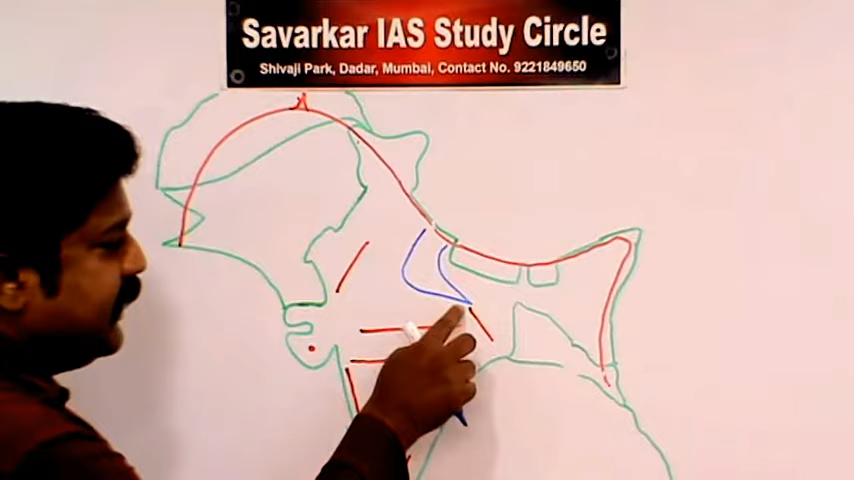 Savarkar IAS Study Circle
Shivaji Park, Dadar, Mumbai, Contact No. 9221849650